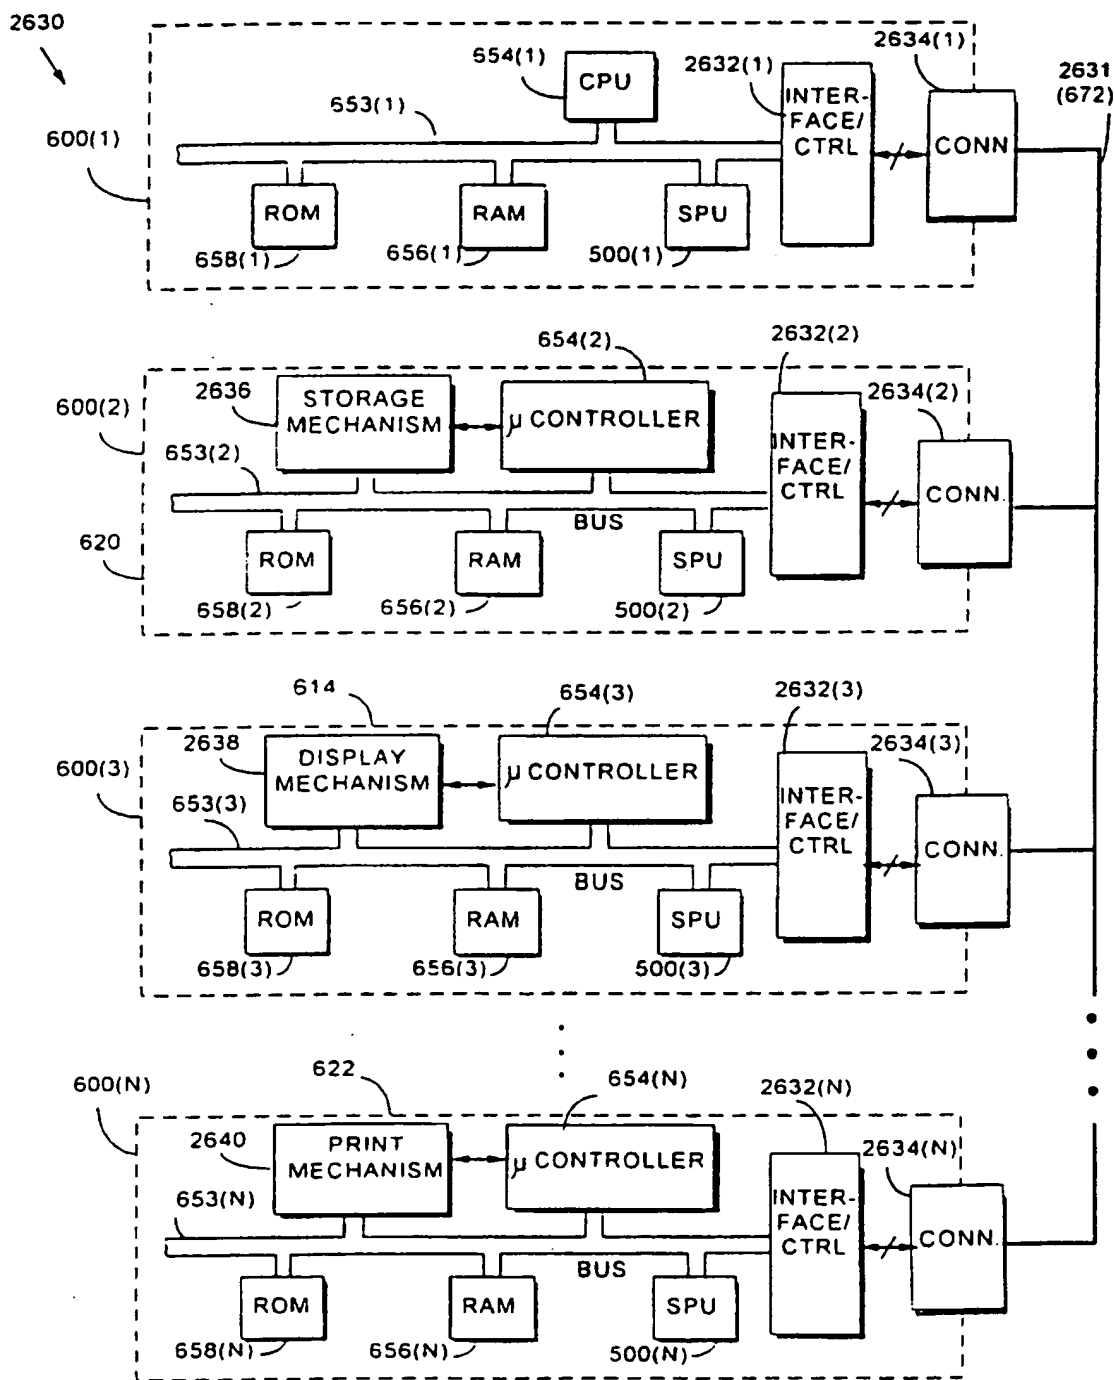 2630
600(1)
654(1)
CPU
653(1)
2632(1)
INTER-
FACE/
CTRL
2634(1)
CONN
2631
(672)
ROM
RAM
SPU
658(1)
656(1)
500(1)
654(2)
2632(2)
600(2)
2636
STORAGE
MECHANISM
μ CONTROLLER
INTER-
FACE/
CTRL
2634(2)
CONN.
653(2)
BUS
620
ROM
RAM
SPU
658(2)
656(2)
500(2)
614
654(3)
2632(3)
600(3)
2638
DISPLAY
MECHANISM
μ CONTROLLER
INTER-
FACE/
CTRL
2634(3)
CONN.
653(3)
BUS
ROM
RAM
SPU
658(3)
656(3)
500(3)
622
654(N)
2632(N)
600(N)
2640
PRINT
MECHANISM
μ CONTROLLER
INTER-
FACE/
CTRL
2634(N)
CONN.
653(N)
BUS
ROM
RAM
SPU
658(N)
656(N)
500(N)